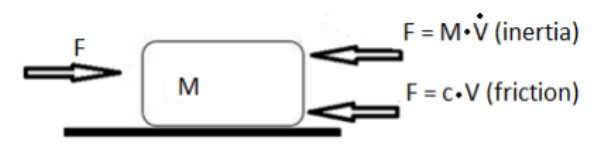 F = M•V̇ (inertia)
F
M
F = c•V (friction)